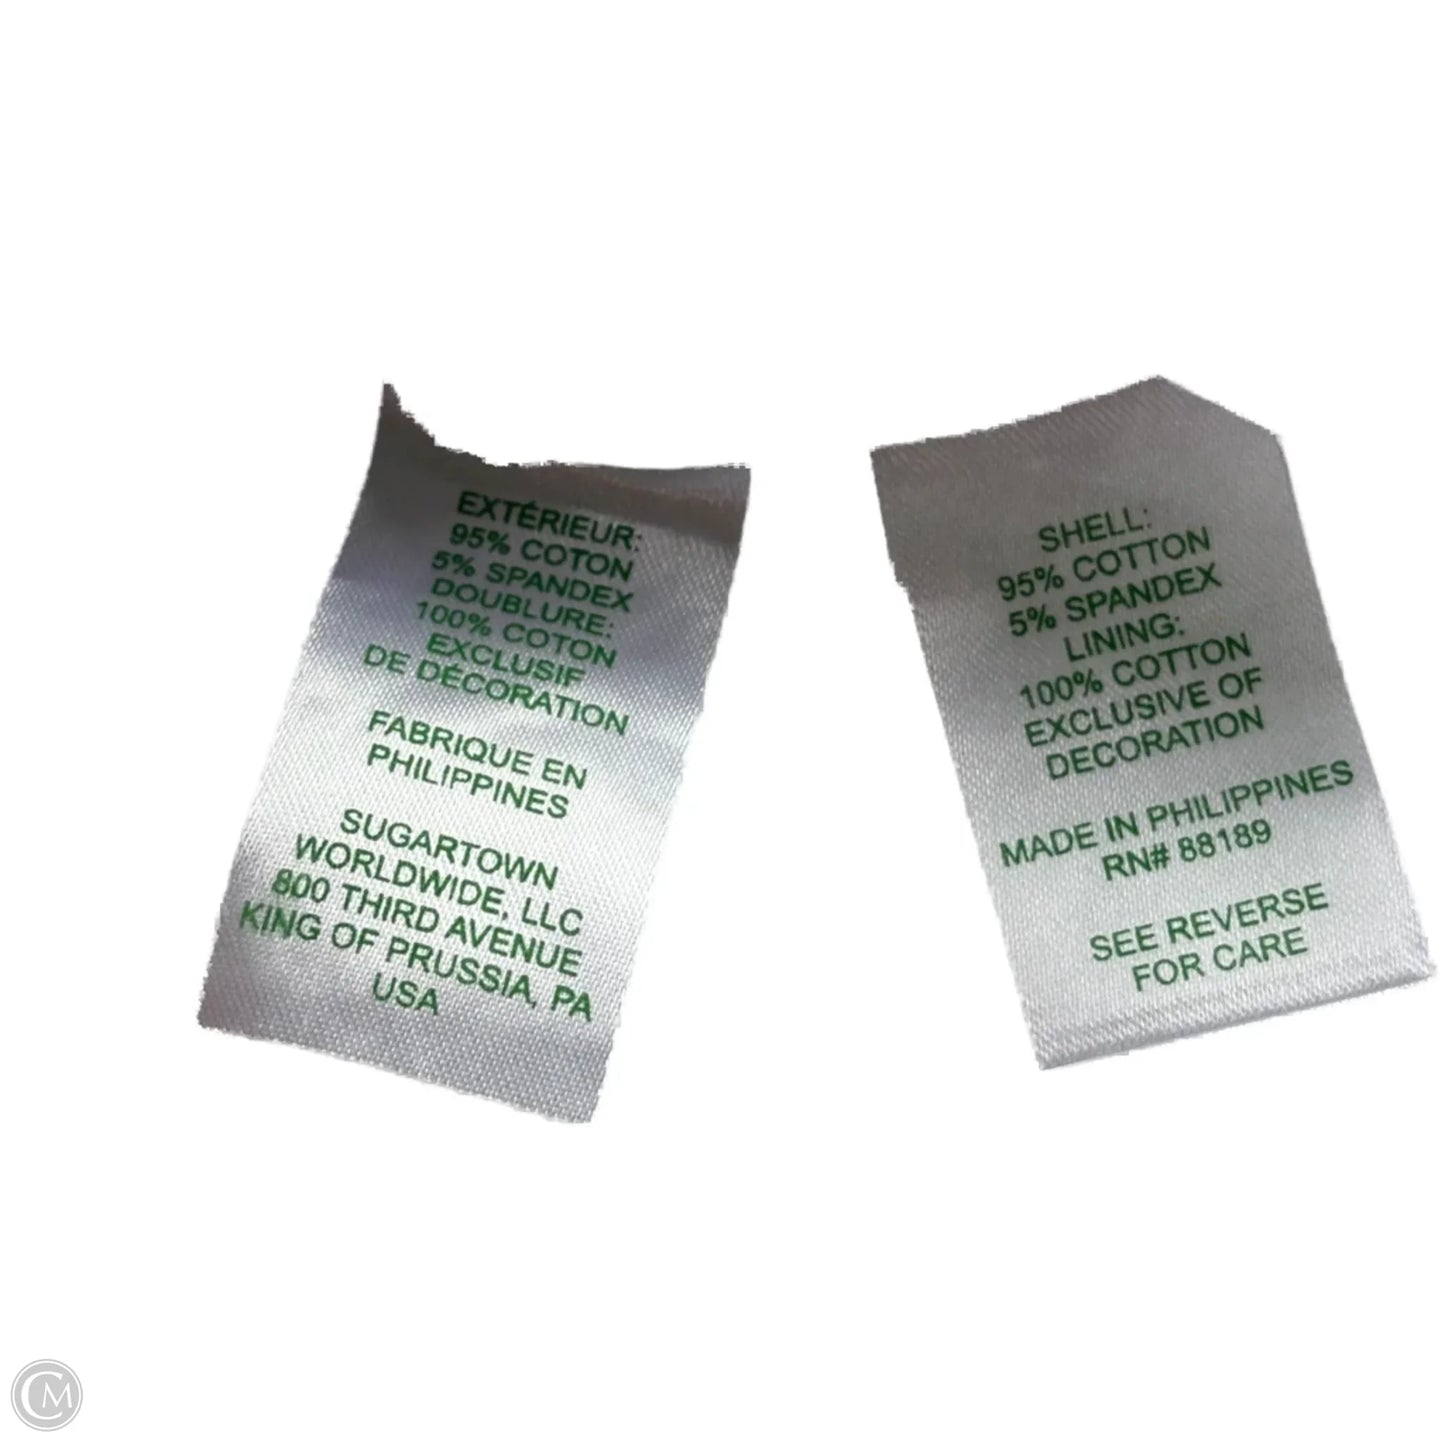 EXTÉRIEUR:
95% COTON
5% SPANDEX
DOUBLURE:
100% COTON
EXCLUSIF
DE DÉCORATION
FABRIQUE EN
PHILIPPINES
SUGARTOWN
WORLDWIDE, LLC
800 THIRD AVENUE
KING OF PRUSSIA, PA
USA
SHELL:
95% COTTON
5% SPANDEX
LINING:
100% COTTON
EXCLUSIVE OF
DECORATION
MADE IN PHILIPPINES
RN# 88189
SEE REVERSE
FOR CARE
CM